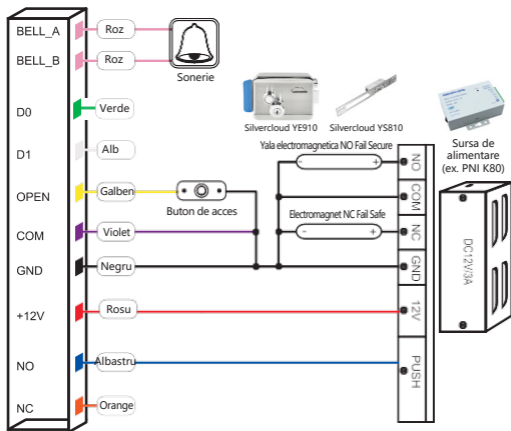 BELL_A
Roz
BELL_B
Roz
Sonerie
D0
Verde
D1
Alb
OPEN
Galben
Buton de acces
COM
Violet
GND
Negru
+12V
Rosu
NO
Albastru
NC
Orange
Silvercloud YE910
Silvercloud YS810
Sursa de
alimentare
(ex. PNI K80)
Yala electromagnetica NO Fail Secure
- +
Electromagnet NC Fail Safe
- +
NO
COM
NC
GND
12V
PUSH
DC12V/3A